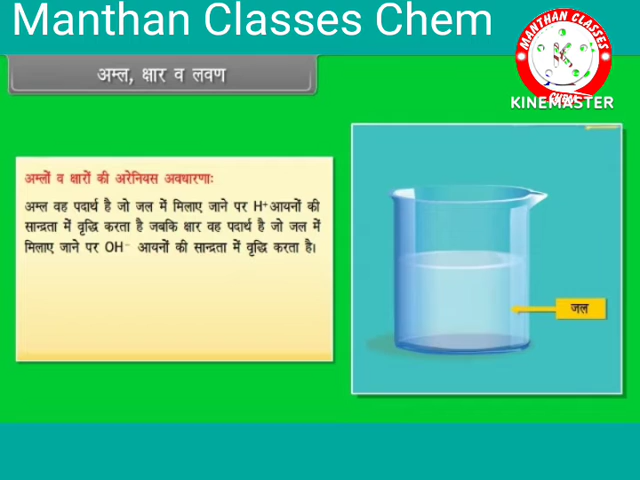 Manthan Classes Chem
अम्ल, क्षार व लवण
MANTHAN CLASSES
K
CHEM
KINEMASTER
अम्लों व क्षारों की अरेनियस अवधारणाः
अम्ल वह पदार्थ है जो जल में मिलाए जाने पर H⁺आयनों की
सान्द्रता में वृद्धि करता है जबकि क्षार वह पदार्थ है जो जल में
मिलाए जाने पर OH⁻ आयनों की सान्द्रता में वृद्धि करता है।
जल